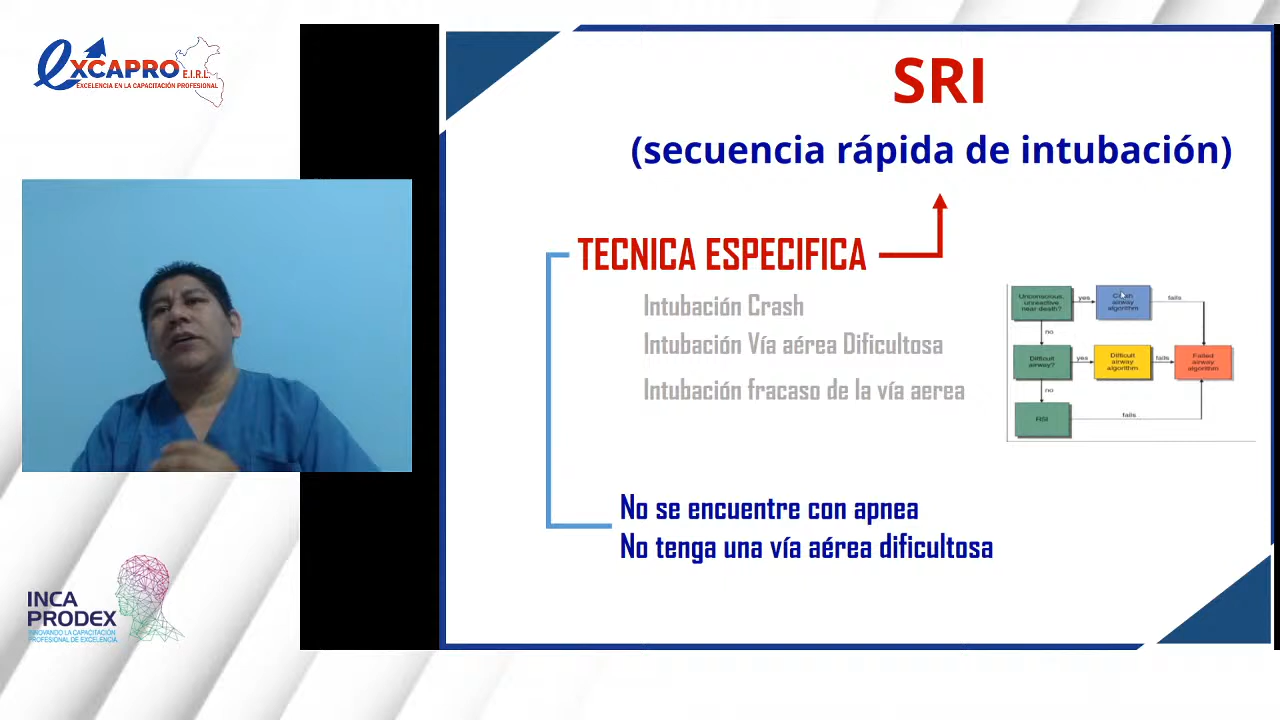 excapro E.I.R.L.
EXCELENCIA EN LA CAPACITACIÓN PROFESIONAL
SRI
(secuencia rápida de intubación)
TECNICA ESPECIFICA
Intubación Crash
Intubación Vía aérea Dificultosa
Intubación fracaso de la vía aerea
Unconscious,
unreactive
near death?
yes
Crash
airway
algorithm
fails
no
Difficult
airway?
yes
Difficult
airway
algorithm
fails
Failed
airway
algorithm
no
RSI
fails
No se encuentre con apnea
No tenga una vía aérea dificultosa
INCA
PRODEX
INNOVANDO LA CAPACITACIÓN
PROFESIONAL DE EXCELENCIA